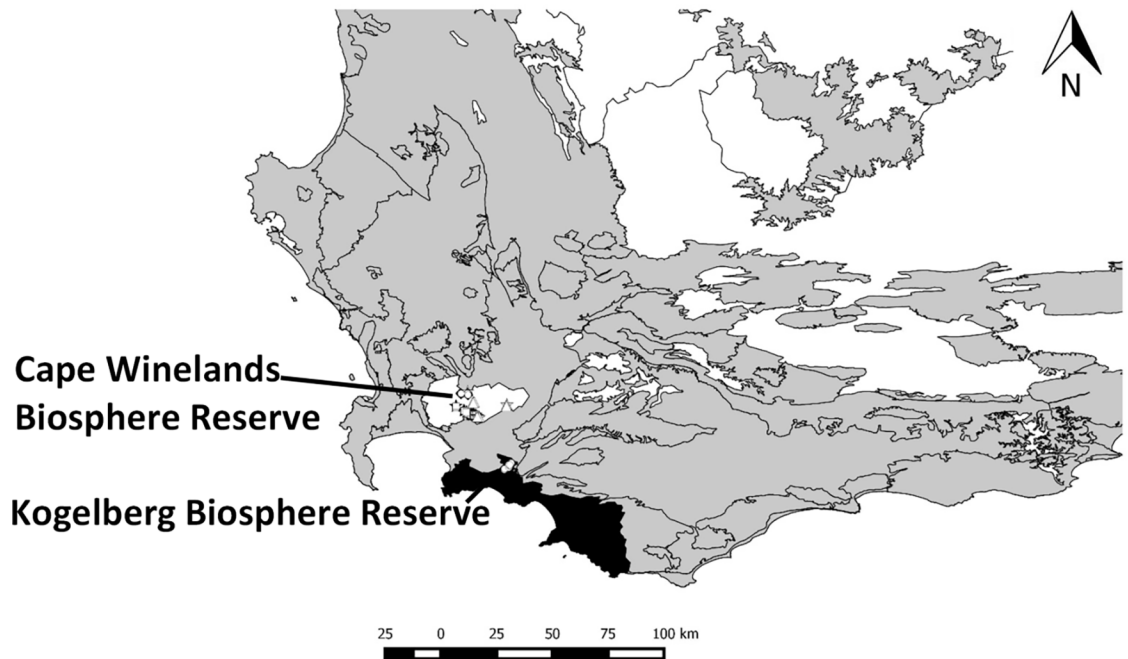 N
Cape Winelands
Biosphere Reserve
Kogelberg Biosphere Reserve
25 0 25 50 75 100 km